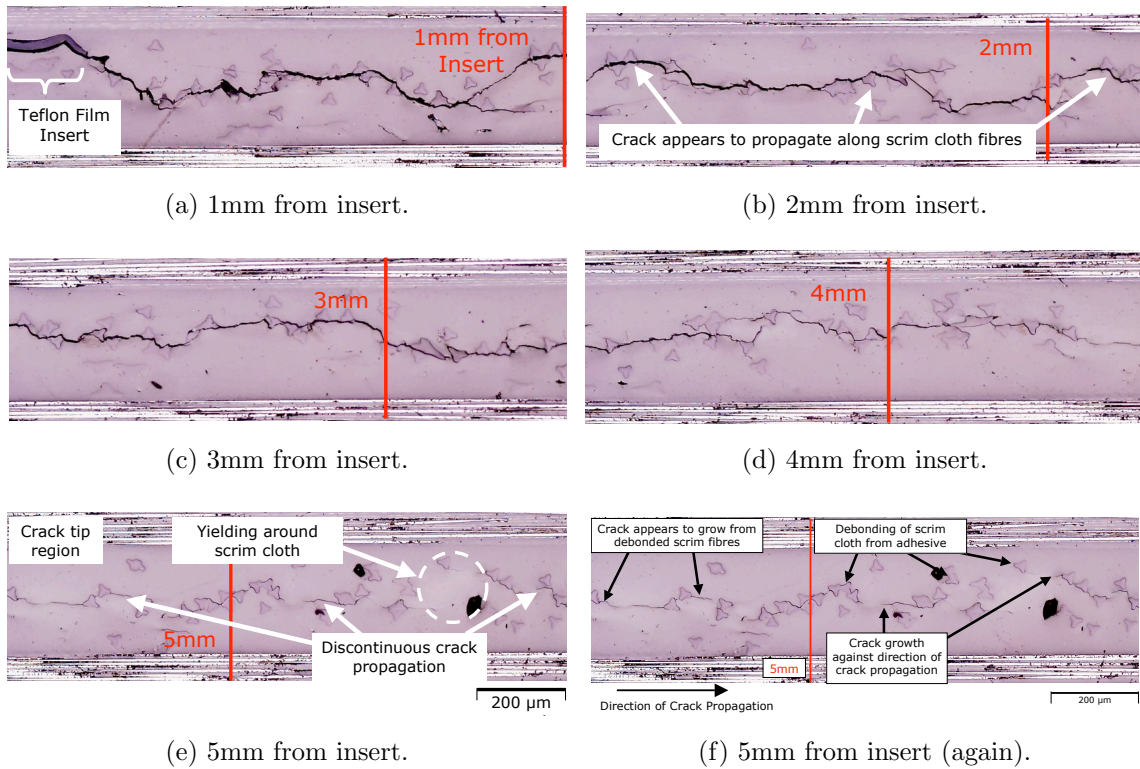 1mm from
Insert
Teflon Film
Insert
(a) 1mm from insert.
2mm
Crack appears to propagate along scrim cloth fibres
(b) 2mm from insert.
3mm
(c) 3mm from insert.
4mm
(d) 4mm from insert.
Crack tip
region
Yielding around
scrim cloth
5mm
Discontinuous crack
propagation
200 µm
(e) 5mm from insert.
Crack appears to grow from
debonded scrim fibres
Debonding of scrim
cloth from adhesive
5mm
Crack growth
against direction of
crack propagation
Direction of Crack Propagation
200 µm
(f) 5mm from insert (again).